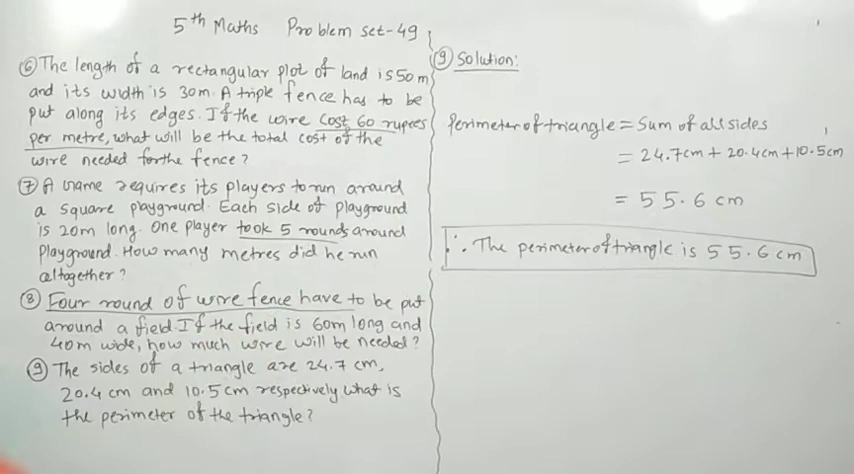 5th Maths Problem set-49
⑥ The length of a rectangular plot of land is 50m
and its width is 30m. A triple fence has to be
put along its edges. If the wire cost 60 rupees
per metre, what will be the total cost of the
wire needed forthe fence?
⑦ A game requires its players to run around
a square playground. Each side of playground
is 20m long. One player took 5 rounds around
playground. How many metres did he run
altogether?
⑧ Four round of wire fence have to be put
around a field. If the field is 60m long and
40m wide, how much wire will be needed?
⑨ The sides of a triangle are 24.7 cm,
20.4 cm and 10.5 cm respectively what is
the perimeter of the triangle?
⑨ Solution:
Perimeter of triangle = Sum of all sides
= 24.7cm + 20.4cm + 10.5cm
= 55.6 cm
∴ The perimeter of triangle is 55.6 cm